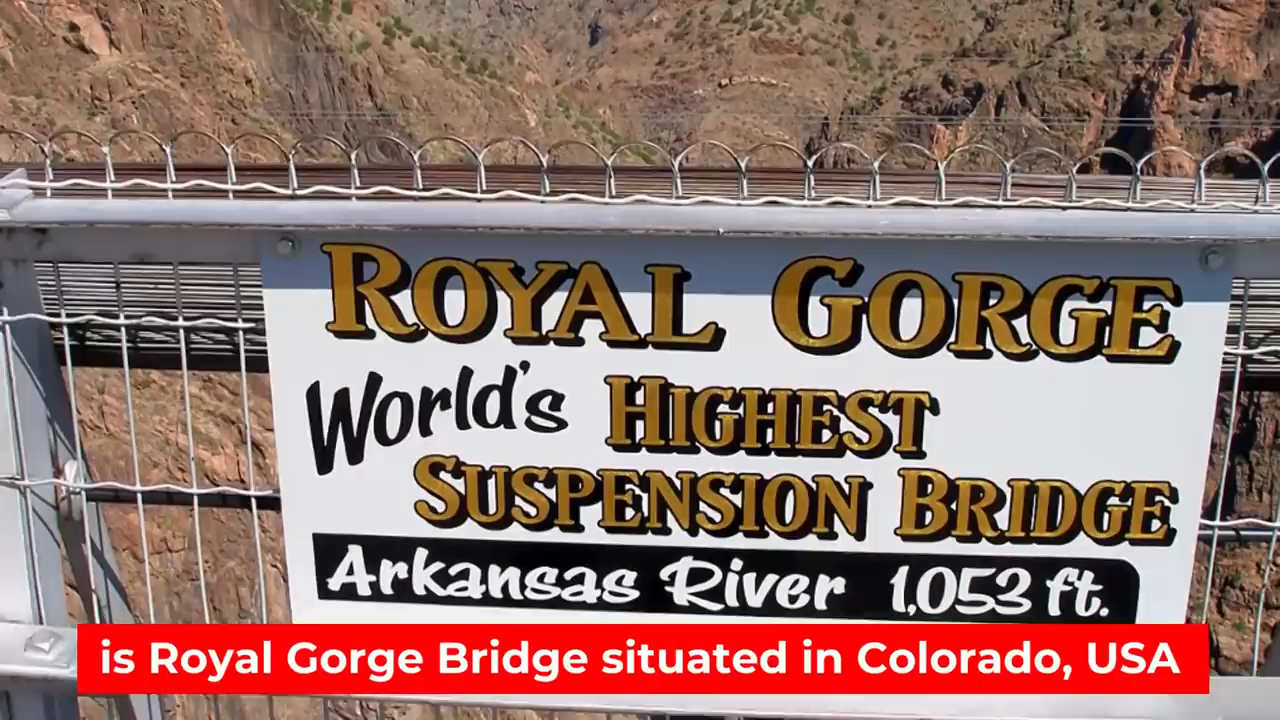 ROYAL GORGE
World's HIGHEST
SUSPENSION BRIDGE
Arkansas River 1,053 ft.
is Royal Gorge Bridge situated in Colorado, USA